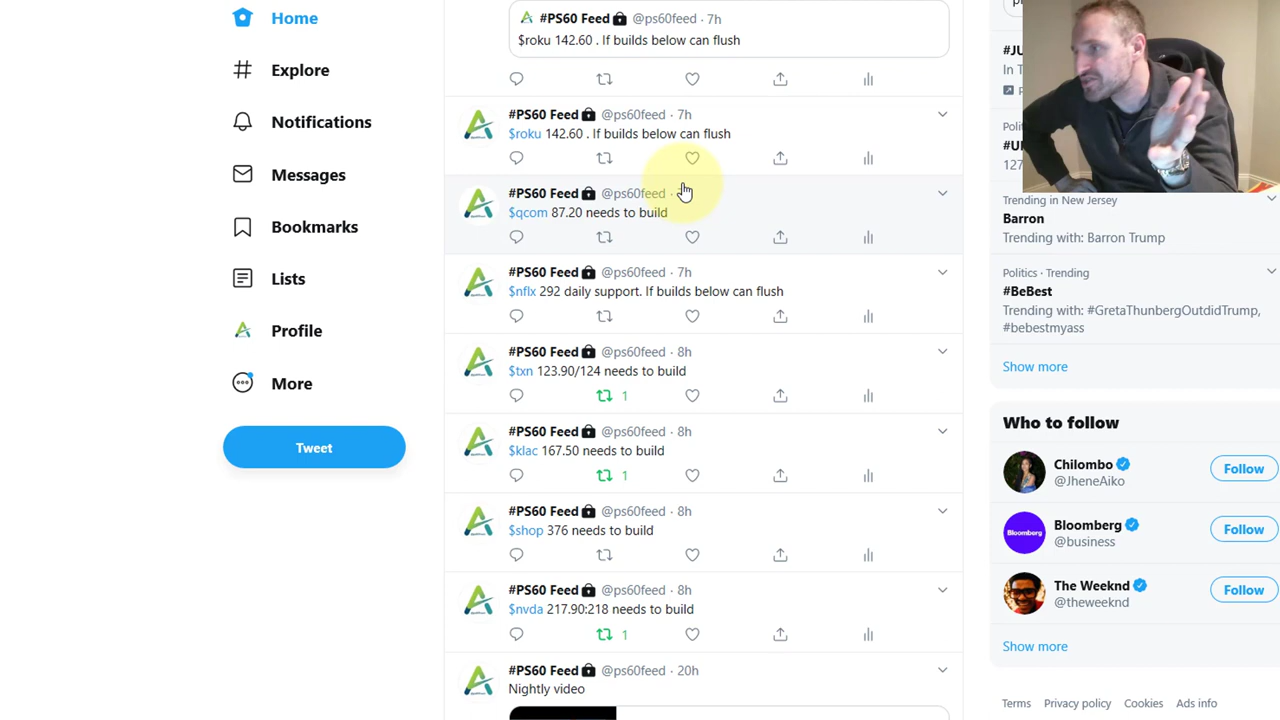 Home
Explore
Notifications
Messages
Bookmarks
Lists
Profile
More
Tweet
#PS60 Feed @ps60feed · 7h
$roku 142.60 . If builds below can flush
#PS60 Feed @ps60feed · 7h
$roku 142.60 . If builds below can flush
#PS60 Feed @ps60feed ·
$qcom 87.20 needs to build
#PS60 Feed @ps60feed · 7h
$nflx 292 daily support. If builds below can flush
#PS60 Feed @ps60feed · 8h
$txn 123.90/124 needs to build
1
#PS60 Feed @ps60feed · 8h
$klac 167.50 needs to build
1
#PS60 Feed @ps60feed · 8h
$shop 376 needs to build
#PS60 Feed @ps60feed · 8h
$nvda 217.90:218 needs to build
1
#PS60 Feed @ps60feed · 20h
Nightly video
Trending in New Jersey
Barron
Trending with: Barron Trump
Politics · Trending
#BeBest
Trending with: #GretaThunbergOutdidTrump,
#bebestmyass
Show more
Who to follow
Chilombo
@JheneAiko
Follow
Bloomberg
Bloomberg
@business
Follow
The Weeknd
@theweeknd
Follow
Show more
Terms Privacy policy Cookies Ads info